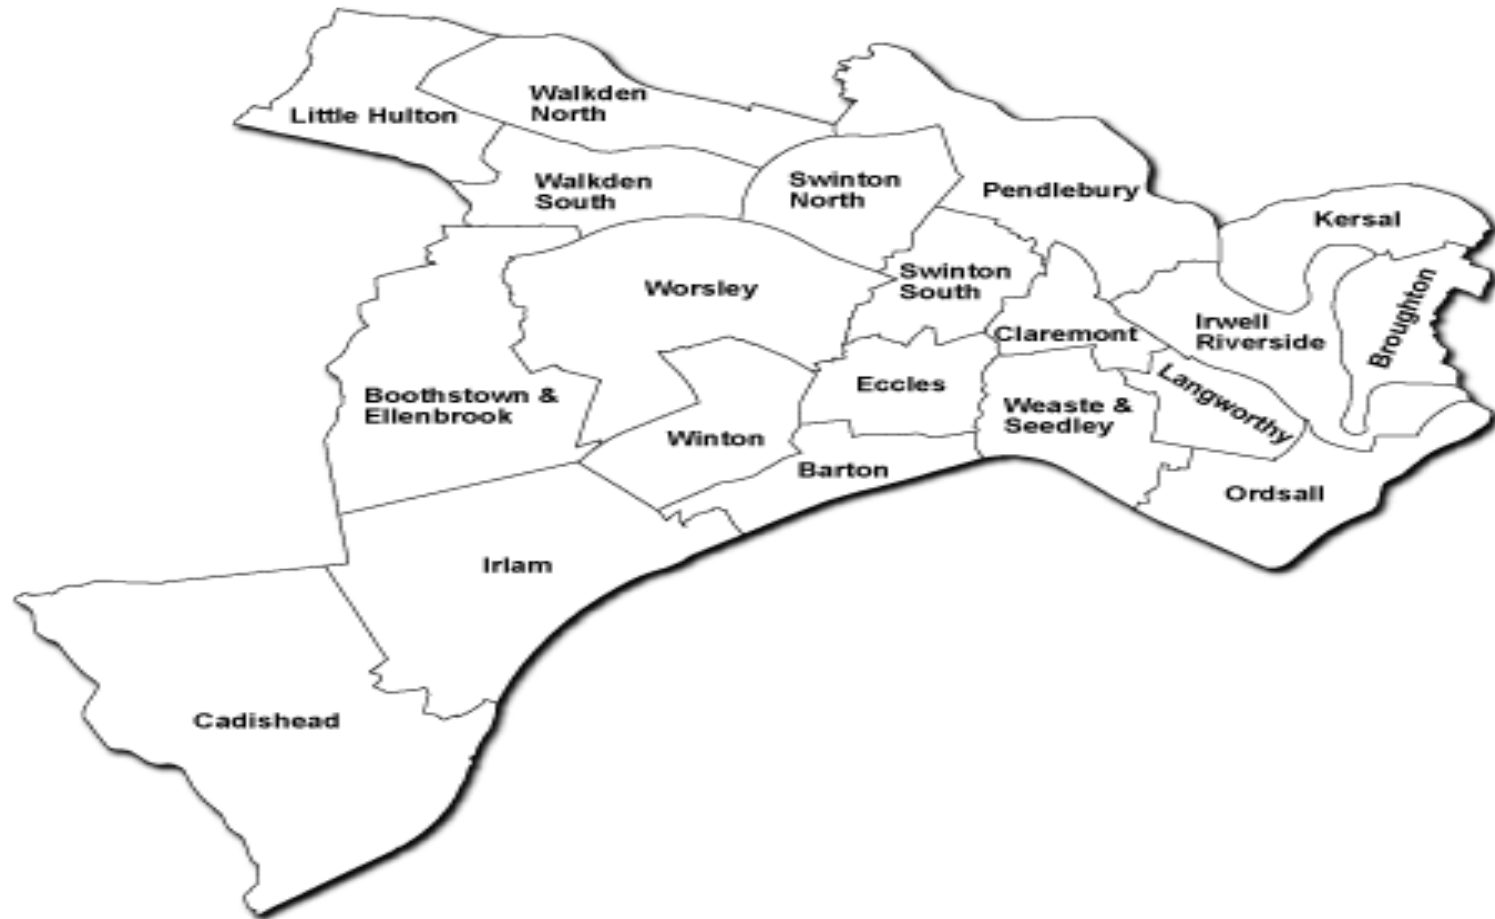 Little Hulton
Walkden
North
Walkden
South
Swinton
North
Pendlebury
Kersal
Worsley
Swinton
South
Claremont
Irwell
Riverside
Broughton
Boothstown &
Ellenbrook
Eccles
Weaste &
Seedley
Langworthy
Winton
Barton
Ordsall
Irlam
Cadishead